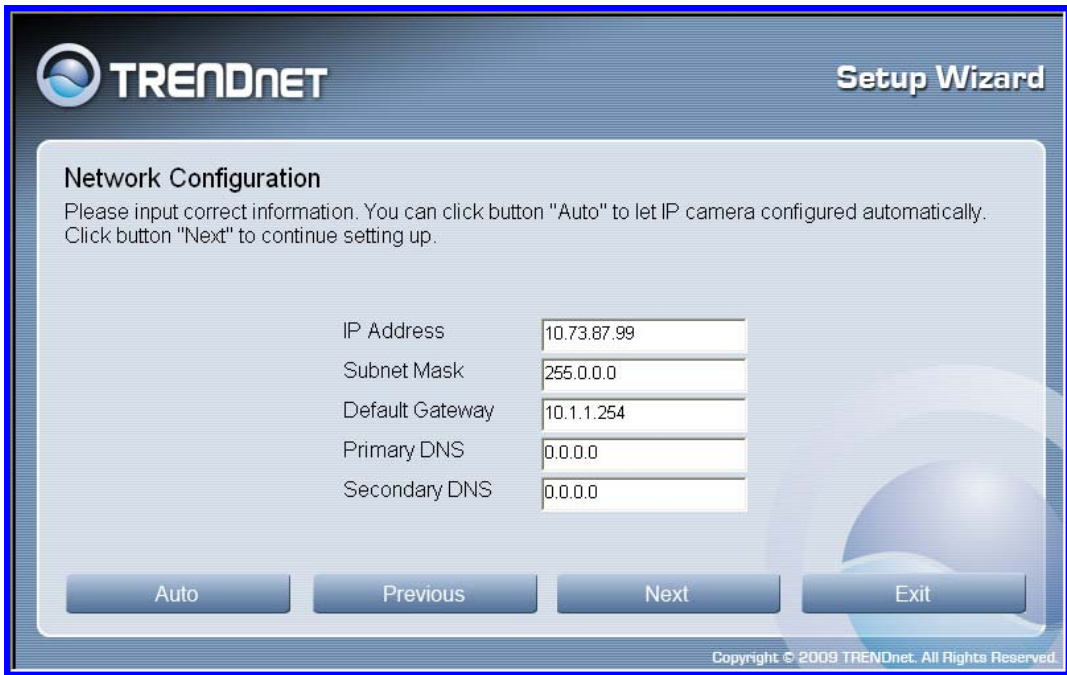 TRENDNET
Setup Wizard
Network Configuration
Please input correct information. You can click button "Auto" to let IP camera configured automatically.
Click button "Next" to continue setting up.
IP Address 10.73.87.99
Subnet Mask 255.0.0.0
Default Gateway 10.1.1.254
Primary DNS 0.0.0.0
Secondary DNS 0.0.0.0
Auto Previous Next Exit
Copyright © 2009 TRENDnet. All Rights Reserved.